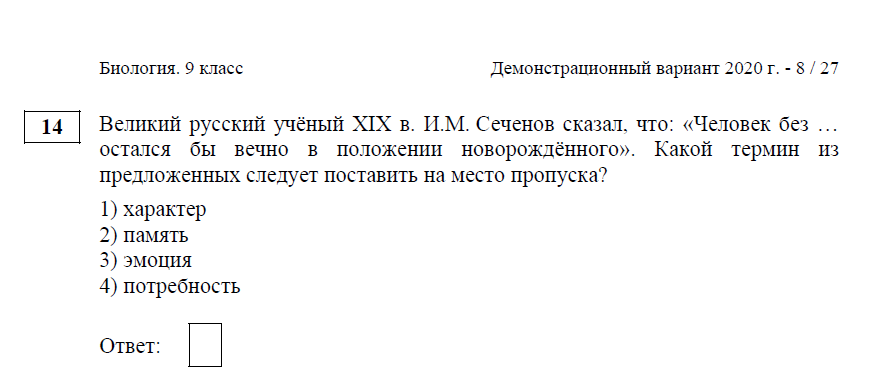 Биология. 9 класс Демонстрационный вариант 2020 г. - 8 / 27
14 Великий русский учёный XIX в. И.М. Сеченов сказал, что: «Человек без …
остался бы вечно в положении новорождённого». Какой термин из
предложенных следует поставить на место пропуска?
1) характер
2) память
3) эмоция
4) потребность
Ответ: